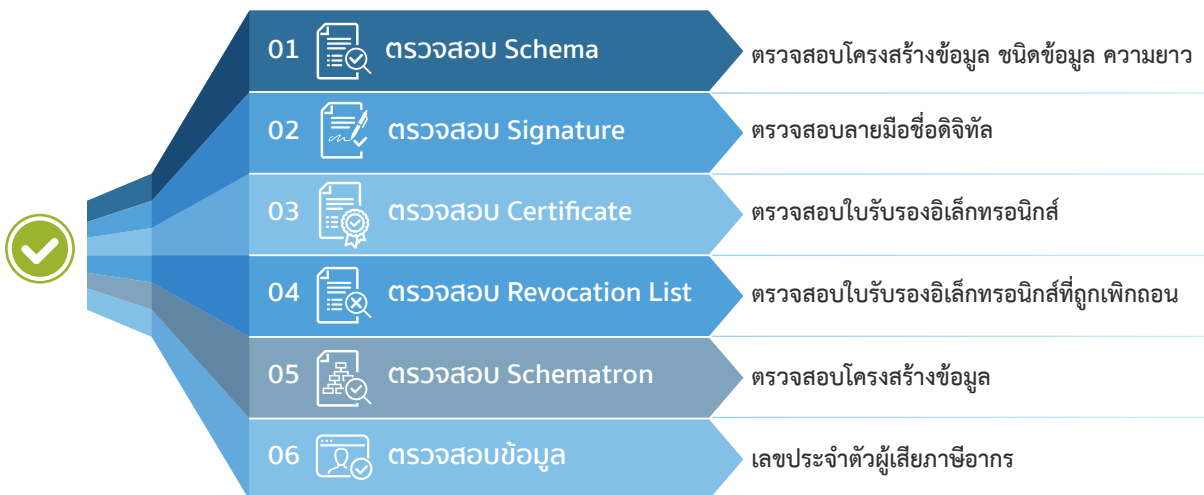 01 ตรวจสอบ Schema ตรวจสอบโครงสร้างข้อมูล ชนิดข้อมูล ความยาว
02 ตรวจสอบ Signature ตรวจสอบลายมือชื่อดิจิทัล
03 ตรวจสอบ Certificate ตรวจสอบใบรับรองอิเล็กทรอนิกส์
04 ตรวจสอบ Revocation List ตรวจสอบใบรับรองอิเล็กทรอนิกส์ที่ถูกเพิกถอน
05 ตรวจสอบ Schematron ตรวจสอบโครงสร้างข้อมูล
06 ตรวจสอบข้อมูล เลขประจำตัวผู้เสียภาษีอากร